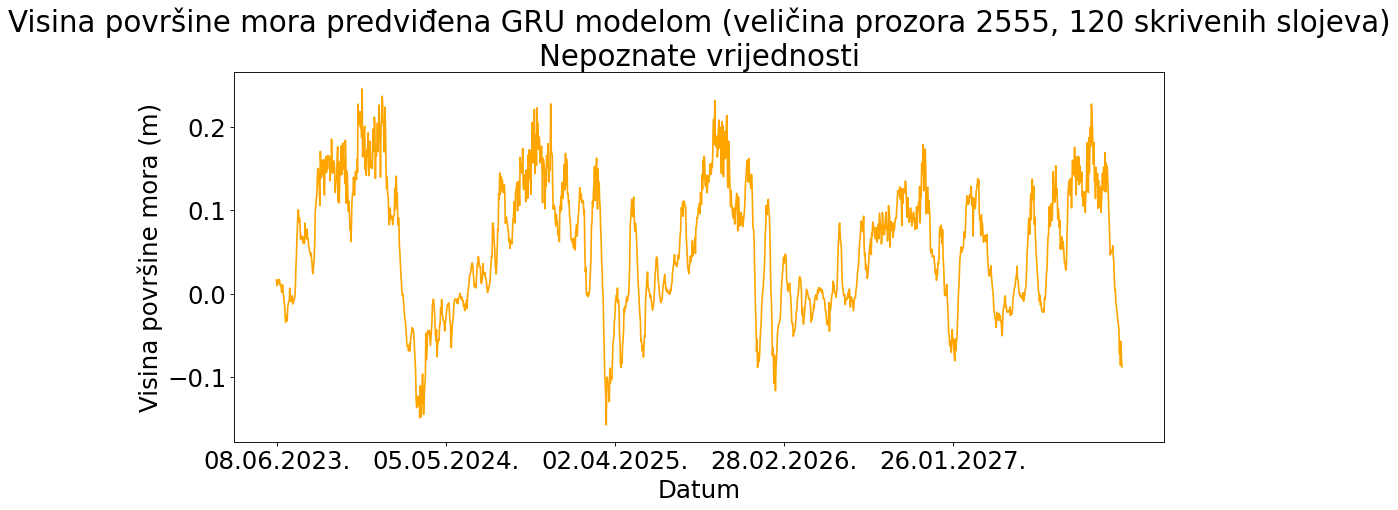 Visina površine mora predviđena GRU modelom (veličina prozora 2555, 120 skrivenih slojeva)
Nepoznate vrijednosti
Visina površine mora (m)
0.2
0.1
0.0
−0.1
08.06.2023. 05.05.2024. 02.04.2025. 28.02.2026. 26.01.2027.
Datum